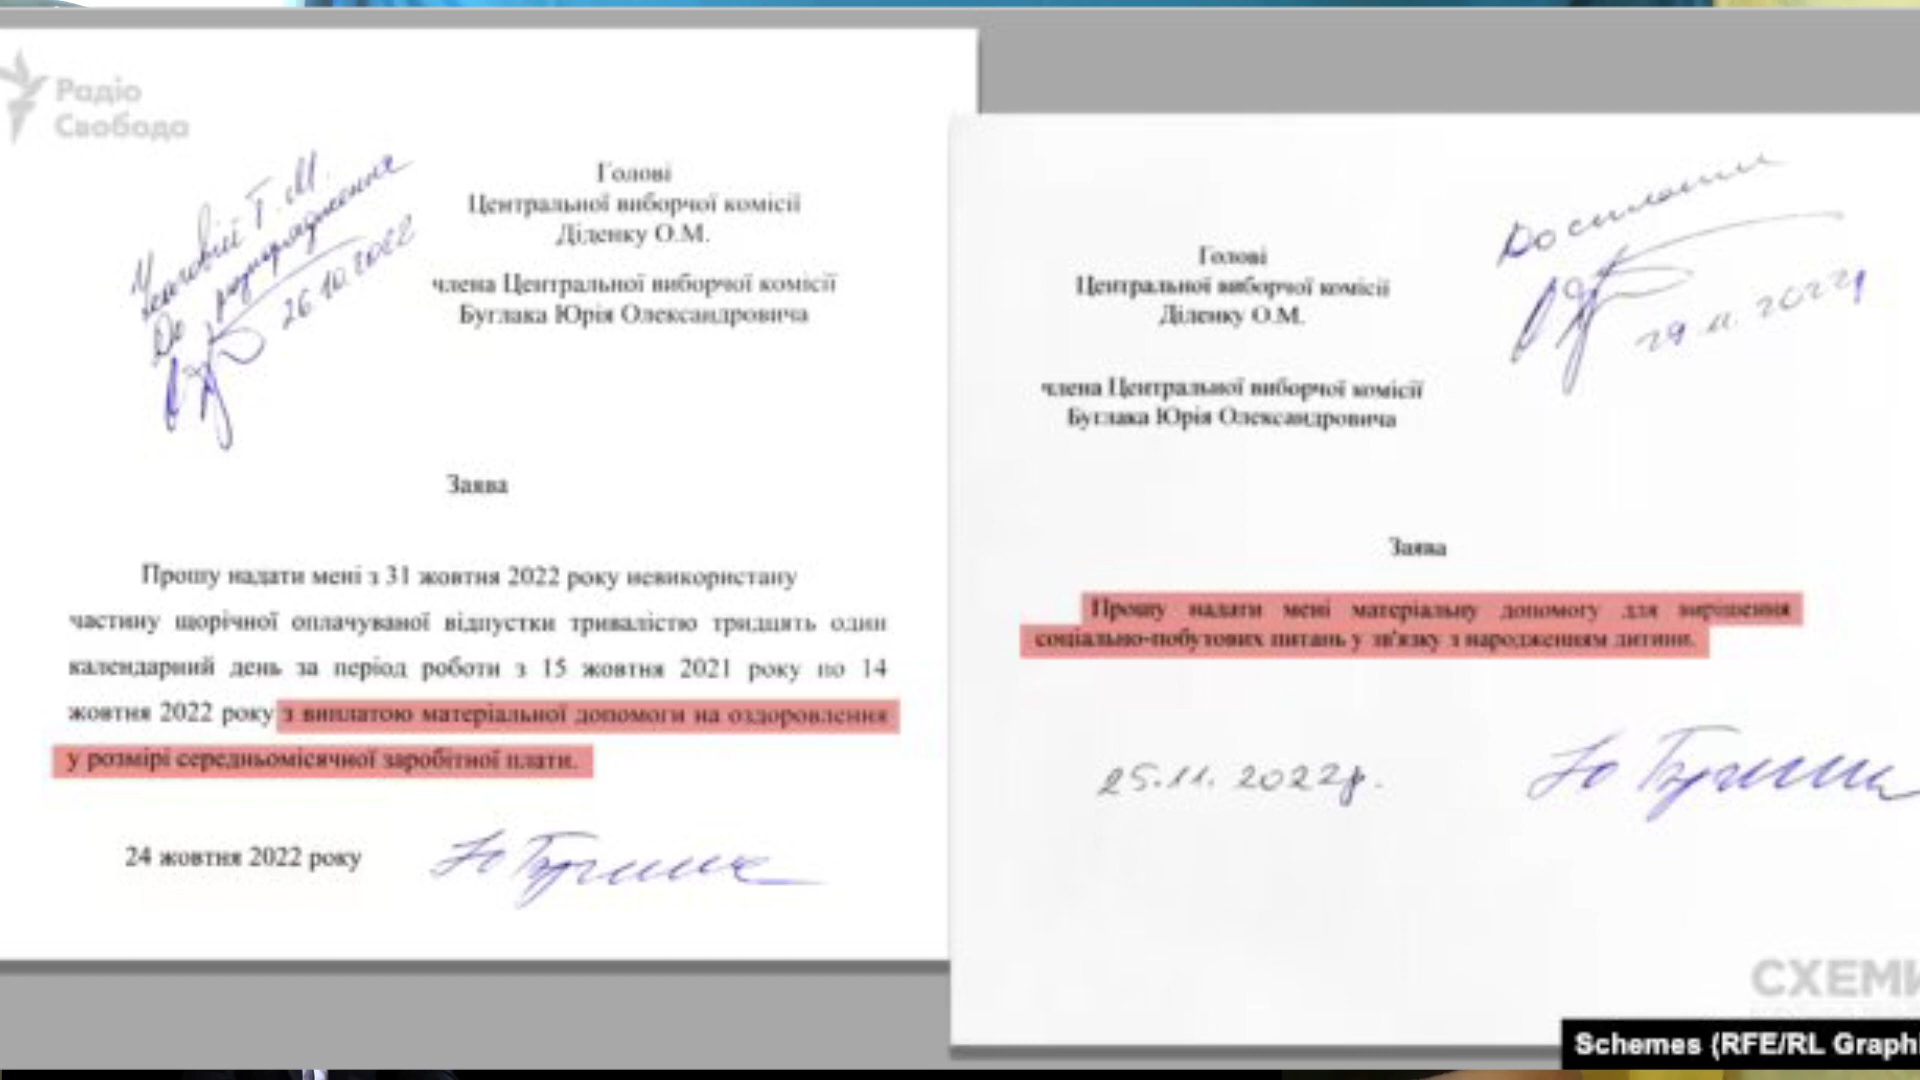 Радіо
Свобода
Т. М.
До розпорядження
26.10.2022
Голові
Центральної виборчої комісії
Діденку О.М.
члена Центральної виборчої комісії
Буглака Юрія Олександровича
Заява
Прошу надати мені з 31 жовтня 2022 року невикористану
частину щорічної оплачуваної відпустки тривалістю тридцять один
календарний день за період роботи з 15 жовтня 2021 року по 14
жовтня 2022 року з виплатою матеріальної допомоги на оздоровлення
у розмірі середньомісячної заробітної плати.
24 жовтня 2022 року
Голові
Центральної виборчої комісії
Діденку О.М.
29.11.2022
члена Центральної виборчої комісії
Буглака Юрія Олександровича
Заява
Прошу надати мені матеріальну допомогу для вирішення
соціально-побутових питань у зв'язку з народженням дитини.
25.11.2022р.
СХЕМИ
Schemes (RFE/RL Graphi